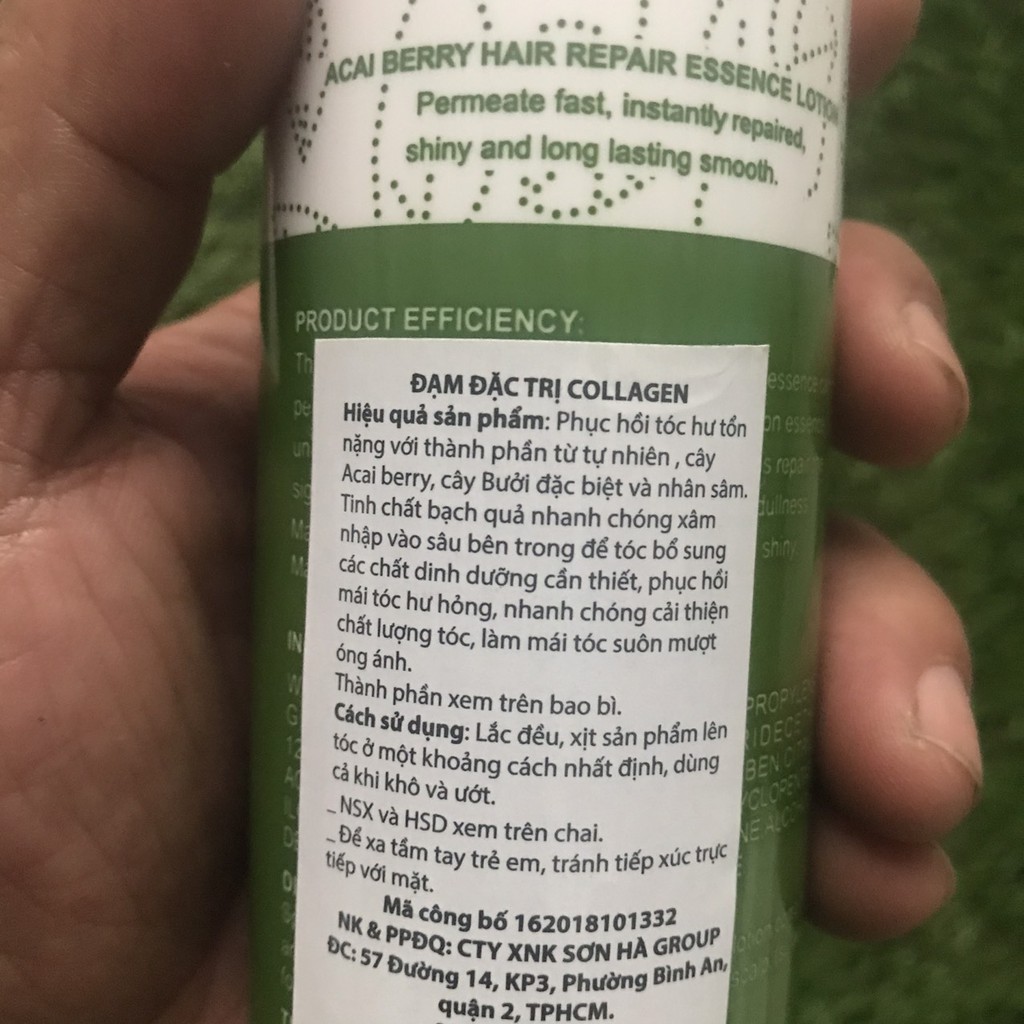 ACAI BERRY HAIR REPAIR ESSENCE LOTION
Permeate fast, instantly repaired,
shiny and long lasting smooth.
PRODUCT EFFICIENCY:
ĐẠM ĐẶC TRỊ COLLAGEN
Hiệu quả sản phẩm: Phục hồi tóc hư tổn
nặng với thành phần từ tự nhiên , cây
Acai berry, cây Bưởi đặc biệt và nhân sâm.
Tinh chất bạch quả nhanh chóng xâm
nhập vào sâu bên trong để tóc bổ sung
các chất dinh dưỡng cần thiết, phục hồi
mái tóc hư hỏng, nhanh chóng cải thiện
chất lượng tóc, làm mái tóc suôn mượt
óng ánh.
Thành phần xem trên bao bì.
Cách sử dụng: Lắc đều, xịt sản phẩm lên
tóc ở một khoảng cách nhất định, dùng
cả khi khô và ướt.
_NSX và HSD xem trên chai.
_Để xa tầm tay trẻ em, tránh tiếp xúc trực
tiếp với mặt.
Mã công bố 162018101332
NK & PPĐQ: CTY XNK SƠN HÀ GROUP
ĐC: 57 Đường 14, KP3, Phường Bình An,
quận 2, TPHCM.